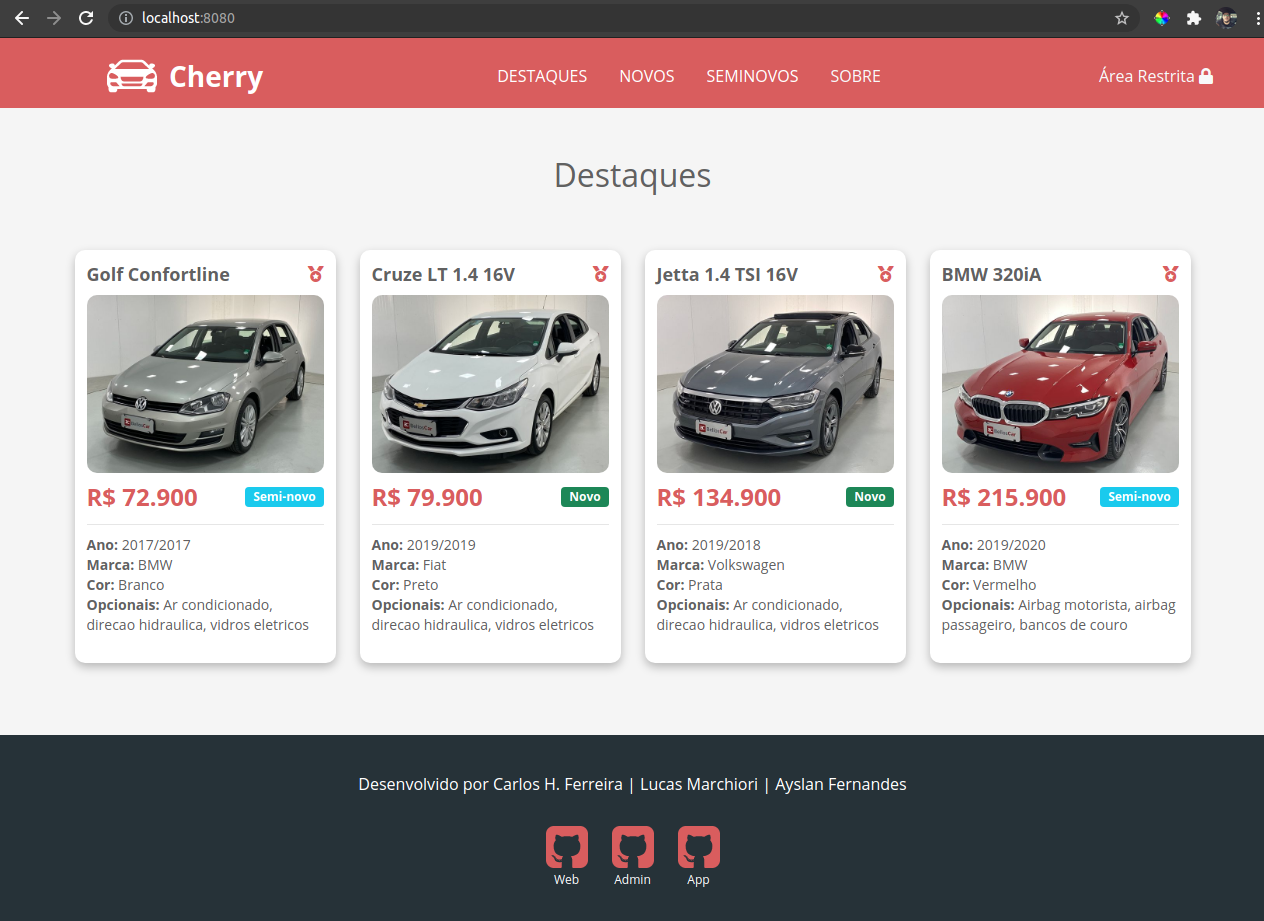 localhost:8080
Cherry
DESTAQUES NOVOS SEMINOVOS SOBRE
Área Restrita
Destaques
Golf Confortline
R$ 72.900 Semi-novo
Ano: 2017/2017
Marca: BMW
Cor: Branco
Opcionais: Ar condicionado,
direcao hidraulica, vidros eletricos
Cruze LT 1.4 16V
R$ 79.900 Novo
Ano: 2019/2019
Marca: Fiat
Cor: Preto
Opcionais: Ar condicionado,
direcao hidraulica, vidros eletricos
Jetta 1.4 TSI 16V
R$ 134.900 Novo
Ano: 2019/2018
Marca: Volkswagen
Cor: Prata
Opcionais: Ar condicionado,
direcao hidraulica, vidros eletricos
BMW 320iA
R$ 215.900 Semi-novo
Ano: 2019/2020
Marca: BMW
Cor: Vermelho
Opcionais: Airbag motorista, airbag
passageiro, bancos de couro
Desenvolvido por Carlos H. Ferreira | Lucas Marchiori | Ayslan Fernandes
Web Admin App